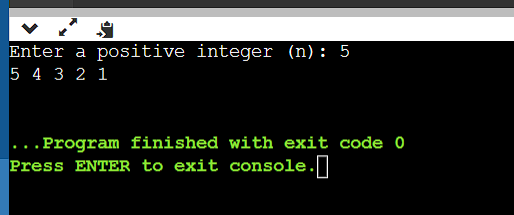 Enter a positive integer (n): 5
5 4 3 2 1
...Program finished with exit code 0
Press ENTER to exit console.